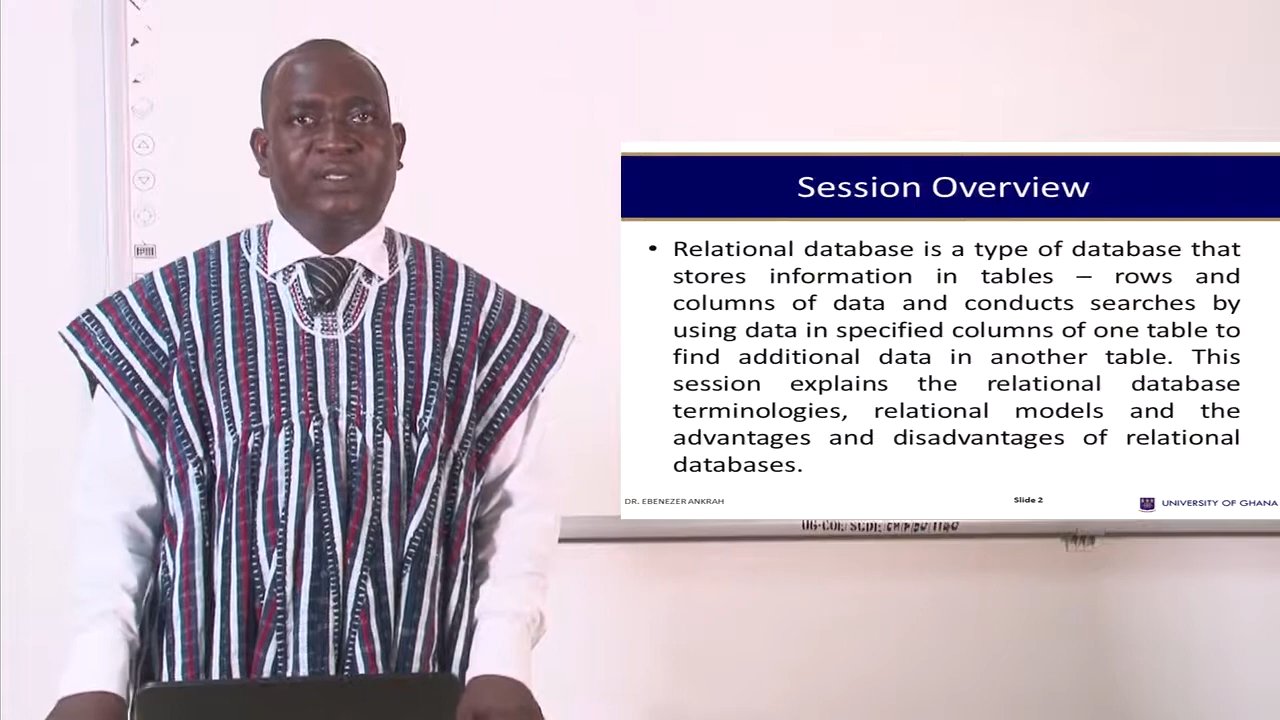 Session Overview
• Relational database is a type of database that
stores information in tables – rows and
columns of data and conducts searches by
using data in specified columns of one table to
find additional data in another table. This
session explains the relational database
terminologies, relational models and the
advantages and disadvantages of relational
databases.
DR. EBENEZER ANKRAH
Slide 2
UNIVERSITY OF GHANA